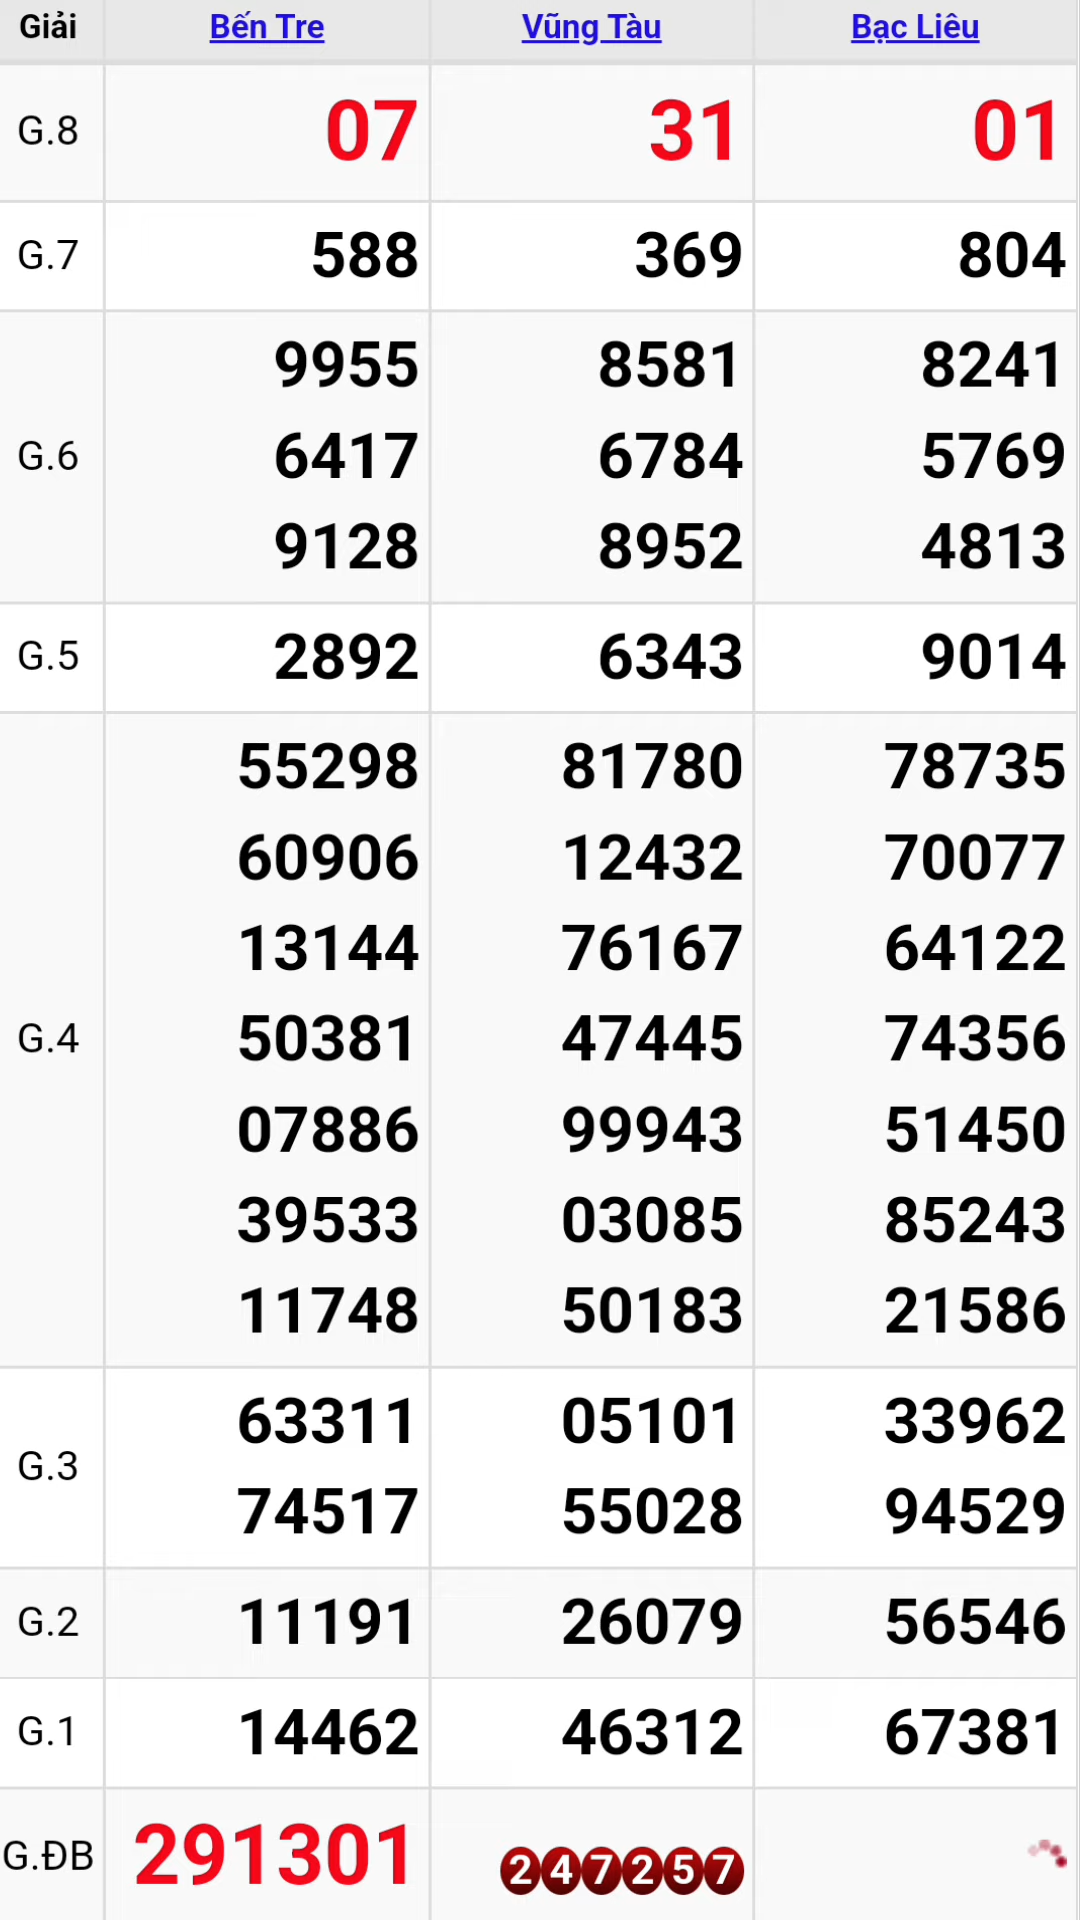 Giải Bến Tre Vũng Tàu Bạc Liêu
G.8 07 31 01
G.7 588 369 804
9955 8581 8241
G.6 6417 6784 5769
9128 8952 4813
G.5 2892 6343 9014
55298 81780 78735
60906 12432 70077
13144 76167 64122
G.4 50381 47445 74356
07886 99943 51450
39533 03085 85243
11748 50183 21586
63311 05101 33962
G.3
74517 55028 94529
G.2 11191 26079 56546
G.1 14462 46312 67381
G.ĐB 291301 247257